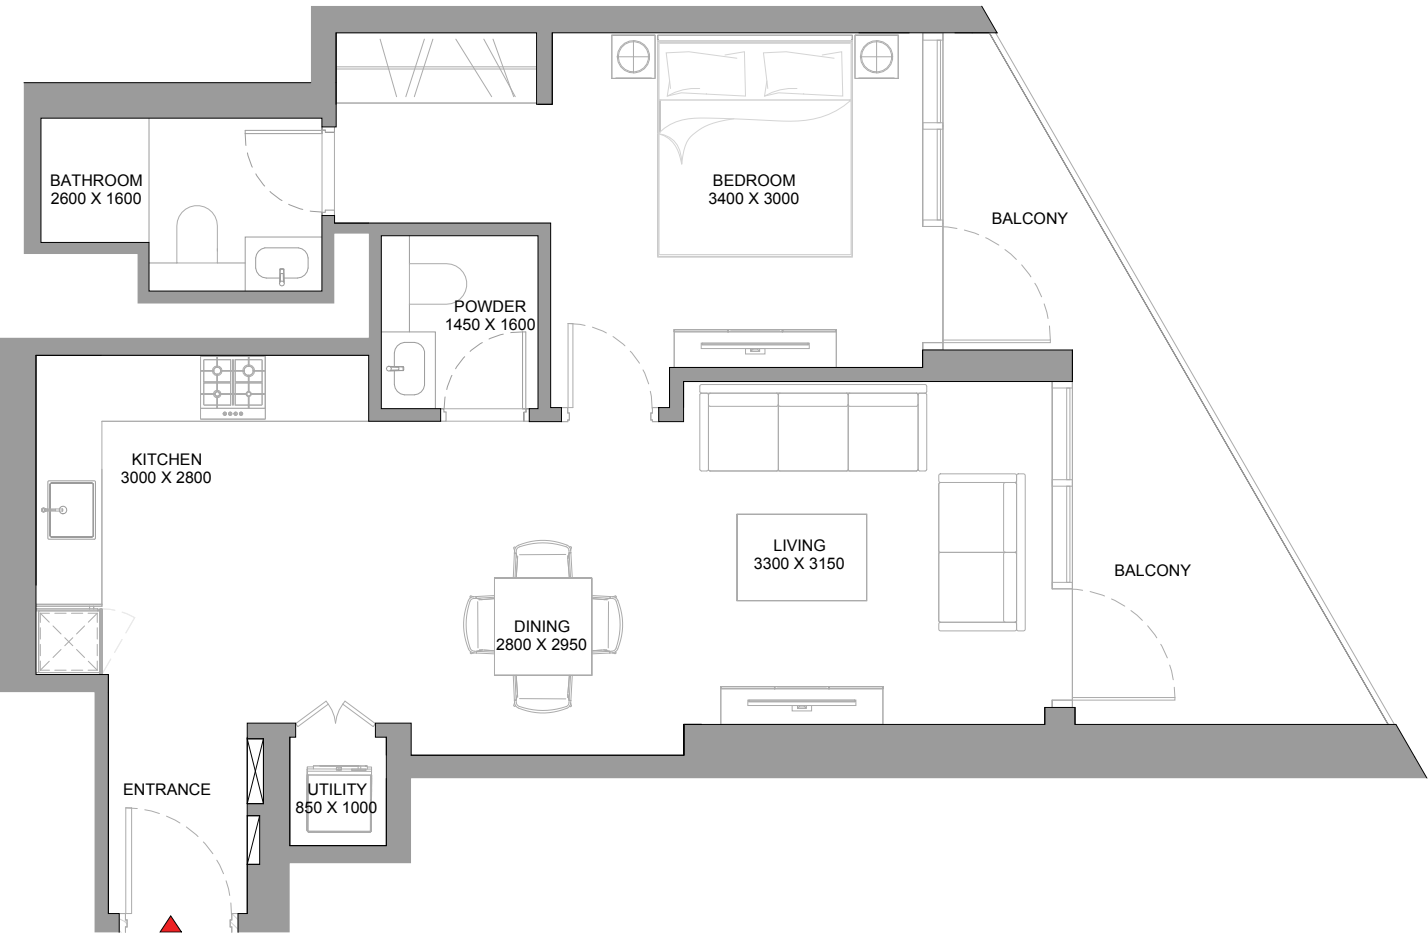 BATHROOM
2600 X 1600
BEDROOM
3400 X 3000
BALCONY
POWDER
1450 X 1600
KITCHEN
3000 X 2800
LIVING
3300 X 3150
BALCONY
DINING
2800 X 2950
ENTRANCE
UTILITY
850 X 1000